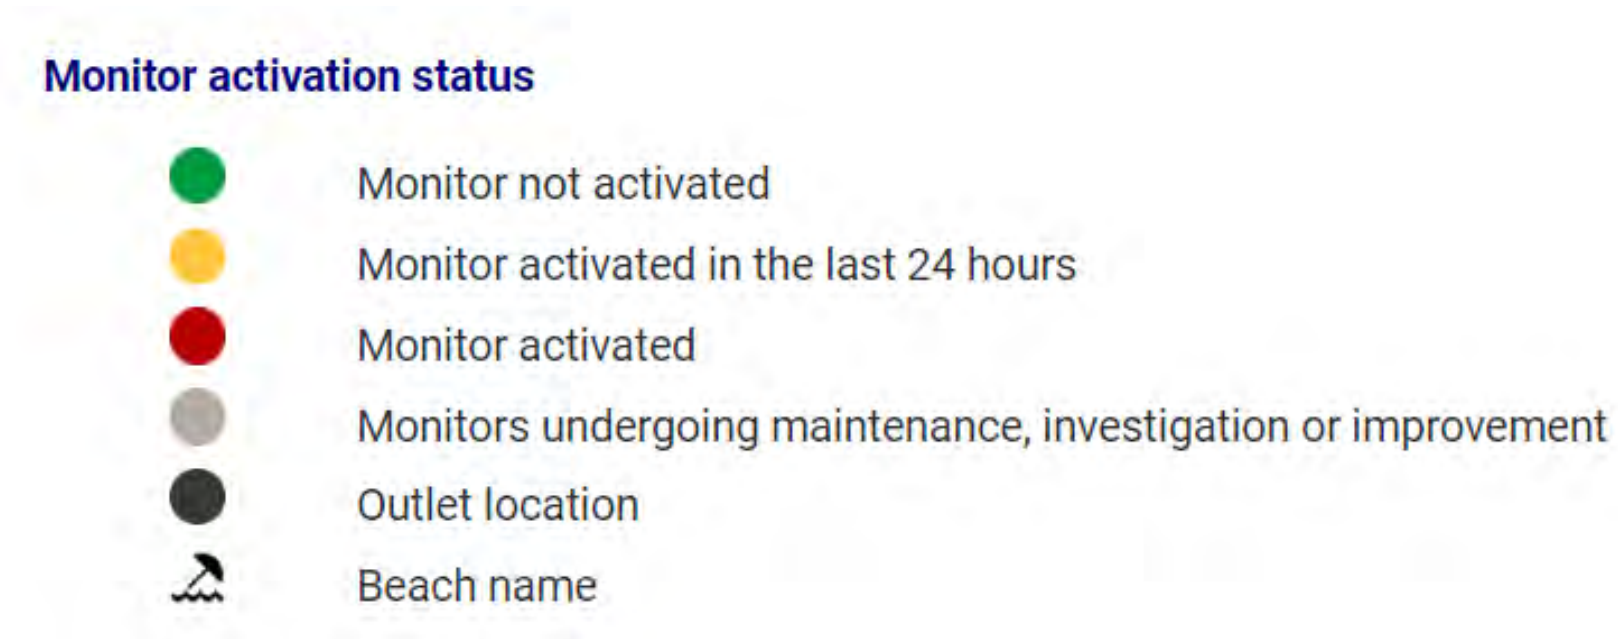 Monitor activation status
Monitor not activated
Monitor activated in the last 24 hours
Monitor activated
Monitors undergoing maintenance, investigation or improvement
Outlet location
Beach name